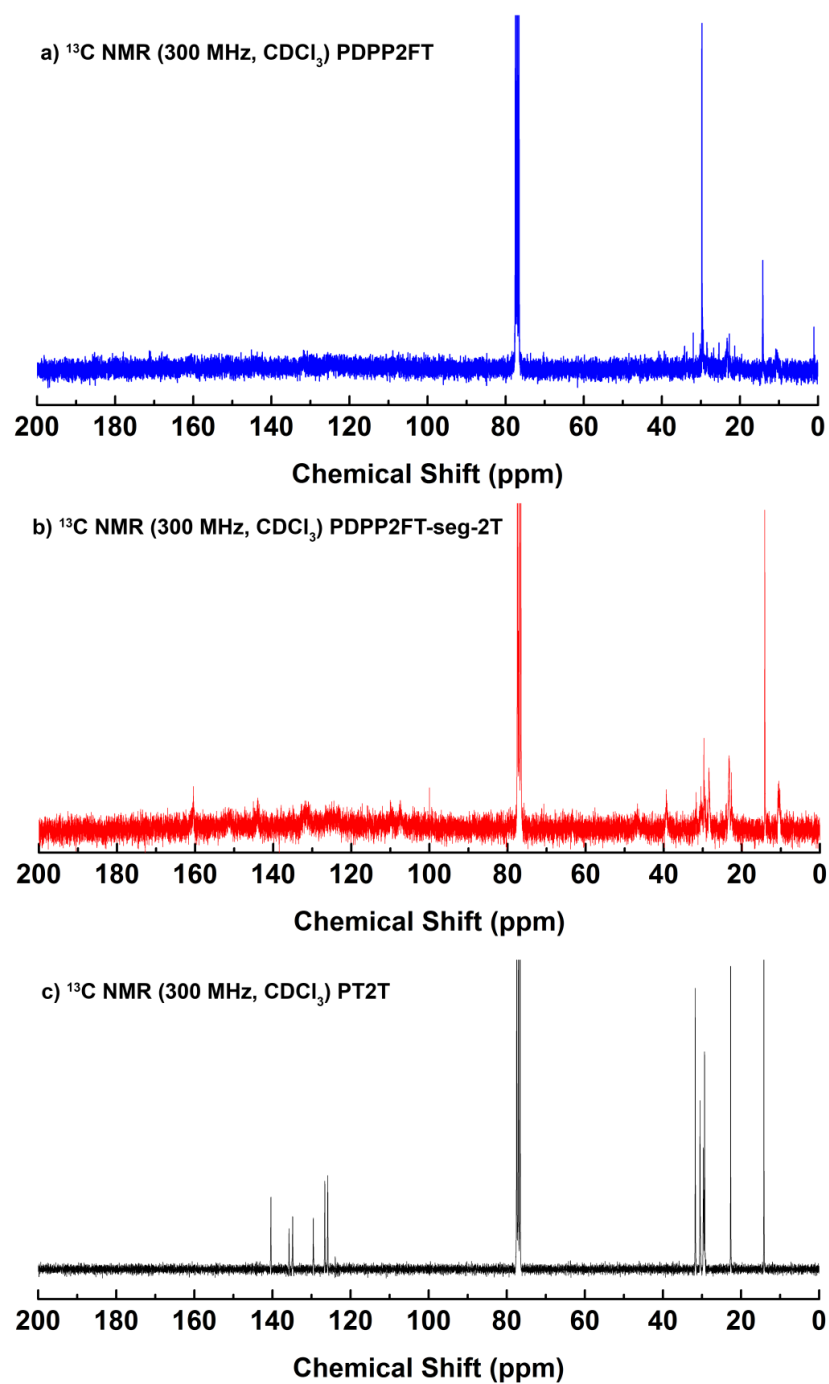 a) ¹³C NMR (300 MHz, CDCl₃) PDPP2FT
200 180 160 140 120 100 80 60 40 20 0
Chemical Shift (ppm)
b) ¹³C NMR (300 MHz, CDCl₃) PDPP2FT-seg-2T
200 180 160 140 120 100 80 60 40 20 0
Chemical Shift (ppm)
c) ¹³C NMR (300 MHz, CDCl₃) PT2T
200 180 160 140 120 100 80 60 40 20 0
Chemical Shift (ppm)